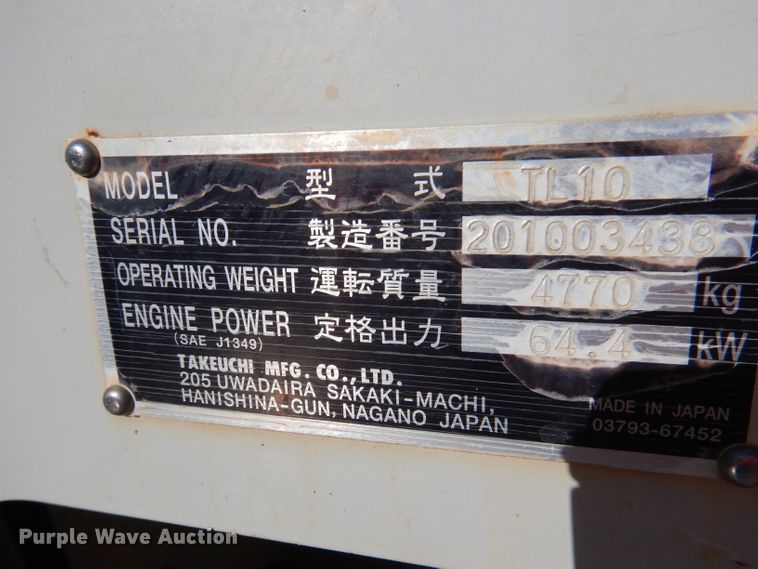 MODEL 型式 TL10
SERIAL NO. 製造番号 201003438
OPERATING WEIGHT 運転質量 4770 kg
ENGINE POWER 定格出力 64.4 kW
(SAE J1349)
TAKEUCHI MFG. CO., LTD.
205 UWADAIRA SAKAKI-MACHI,
HANISHINA-GUN, NAGANO JAPAN
MADE IN JAPAN
03793-67452
Purple Wave Auction